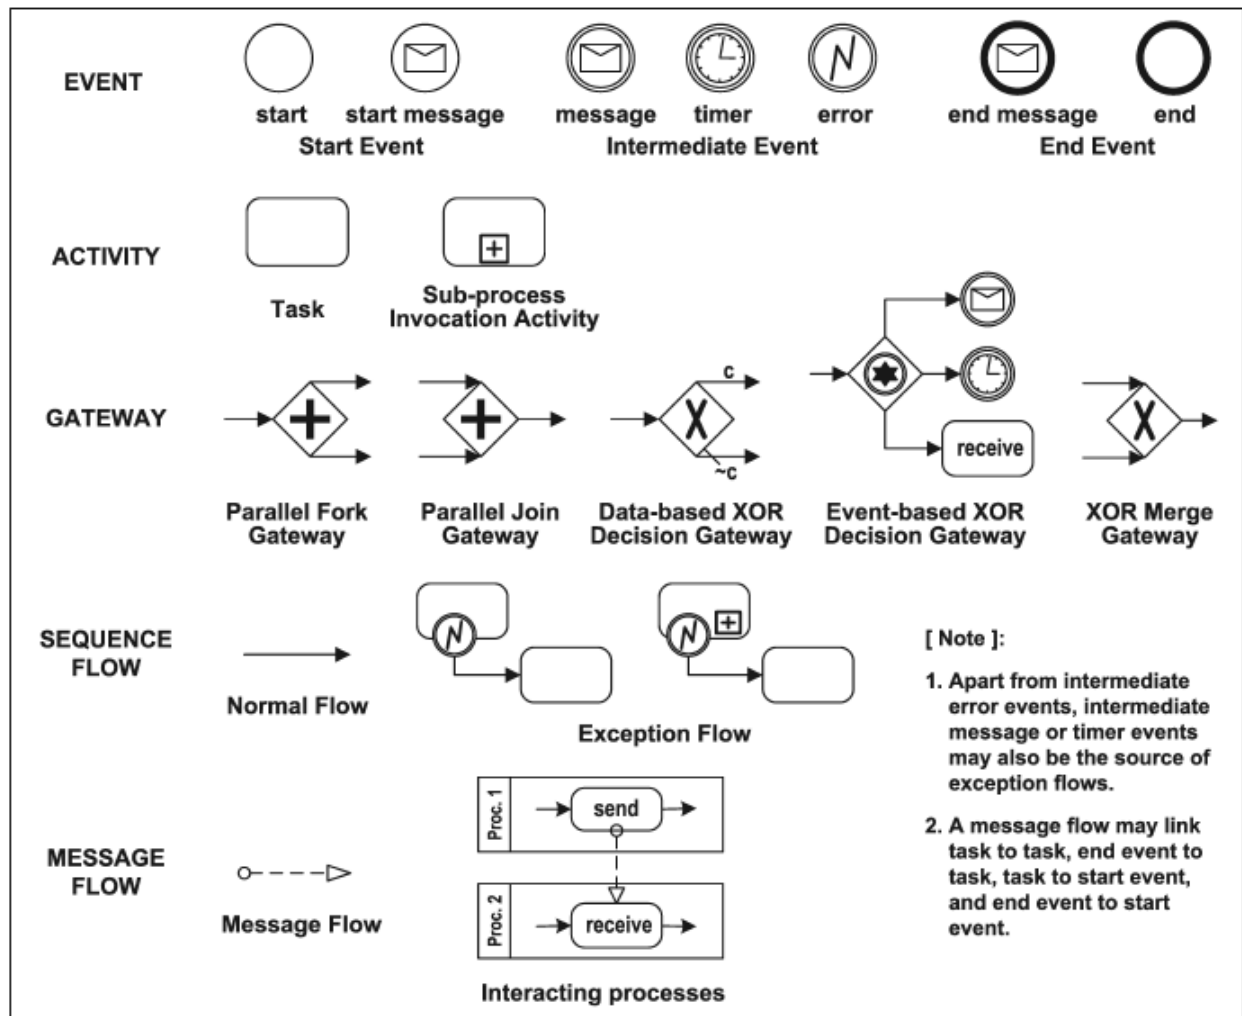 EVENT
start
start message
message
timer
error
end message
end
Start Event
Intermediate Event
End Event
ACTIVITY
Task
Sub-process
Invocation Activity
GATEWAY
c
~c
receive
Parallel Fork
Gateway
Parallel Join
Gateway
Data-based XOR
Decision Gateway
Event-based XOR
Decision Gateway
XOR Merge
Gateway
SEQUENCE
FLOW
Normal Flow
Exception Flow
[ Note ]:
1. Apart from intermediate
error events, intermediate
message or timer events
may also be the source of
exception flows.
2. A message flow may link
task to task, end event to
task, task to start event,
and end event to start
event.
MESSAGE
FLOW
Message Flow
Proc. 1
send
Proc. 2
receive
Interacting processes